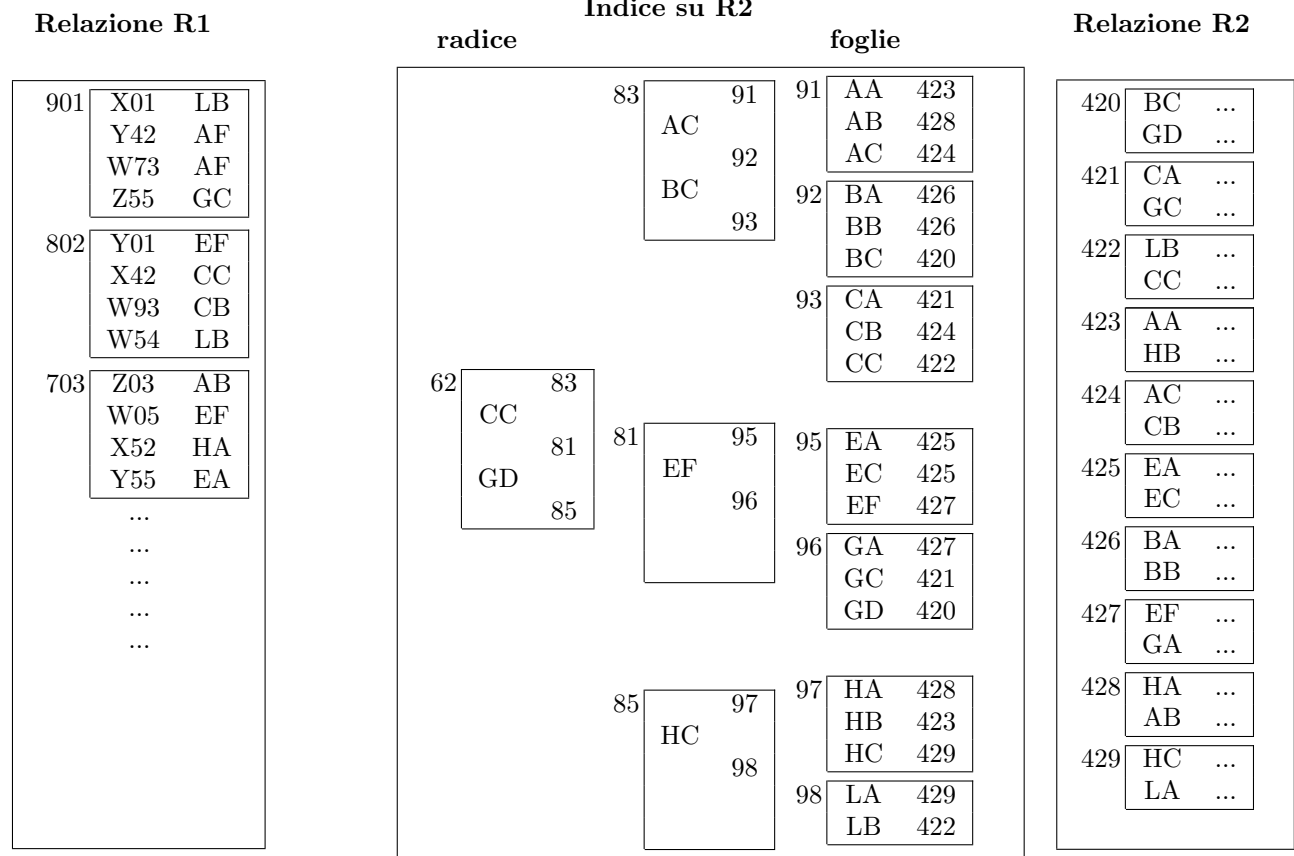 Indice su R2
Relazione R1
radice
foglie
Relazione R2
901 X01 LB
Y42 AF
W73 AF
Z55 GC
802 Y01 EF
X42 CC
W93 CB
W54 LB
703 Z03 AB
W05 EF
X52 HA
Y55 EA
...
...
...
...
...
62 83
CC
81
GD
85
83 91
AC
92
BC
93
81 95
EF
96
85 97
HC
98
91 AA 423
AB 428
AC 424
92 BA 426
BB 426
BC 420
93 CA 421
CB 424
CC 422
95 EA 425
EC 425
EF 427
96 GA 427
GC 421
GD 420
97 HA 428
HB 423
HC 429
98 LA 429
LB 422
420 BC ...
GD ...
421 CA ...
GC ...
422 LB ...
CC ...
423 AA ...
HB ...
424 AC ...
CB ...
425 EA ...
EC ...
426 BA ...
BB ...
427 EF ...
GA ...
428 HA ...
AB ...
429 HC ...
LA ...